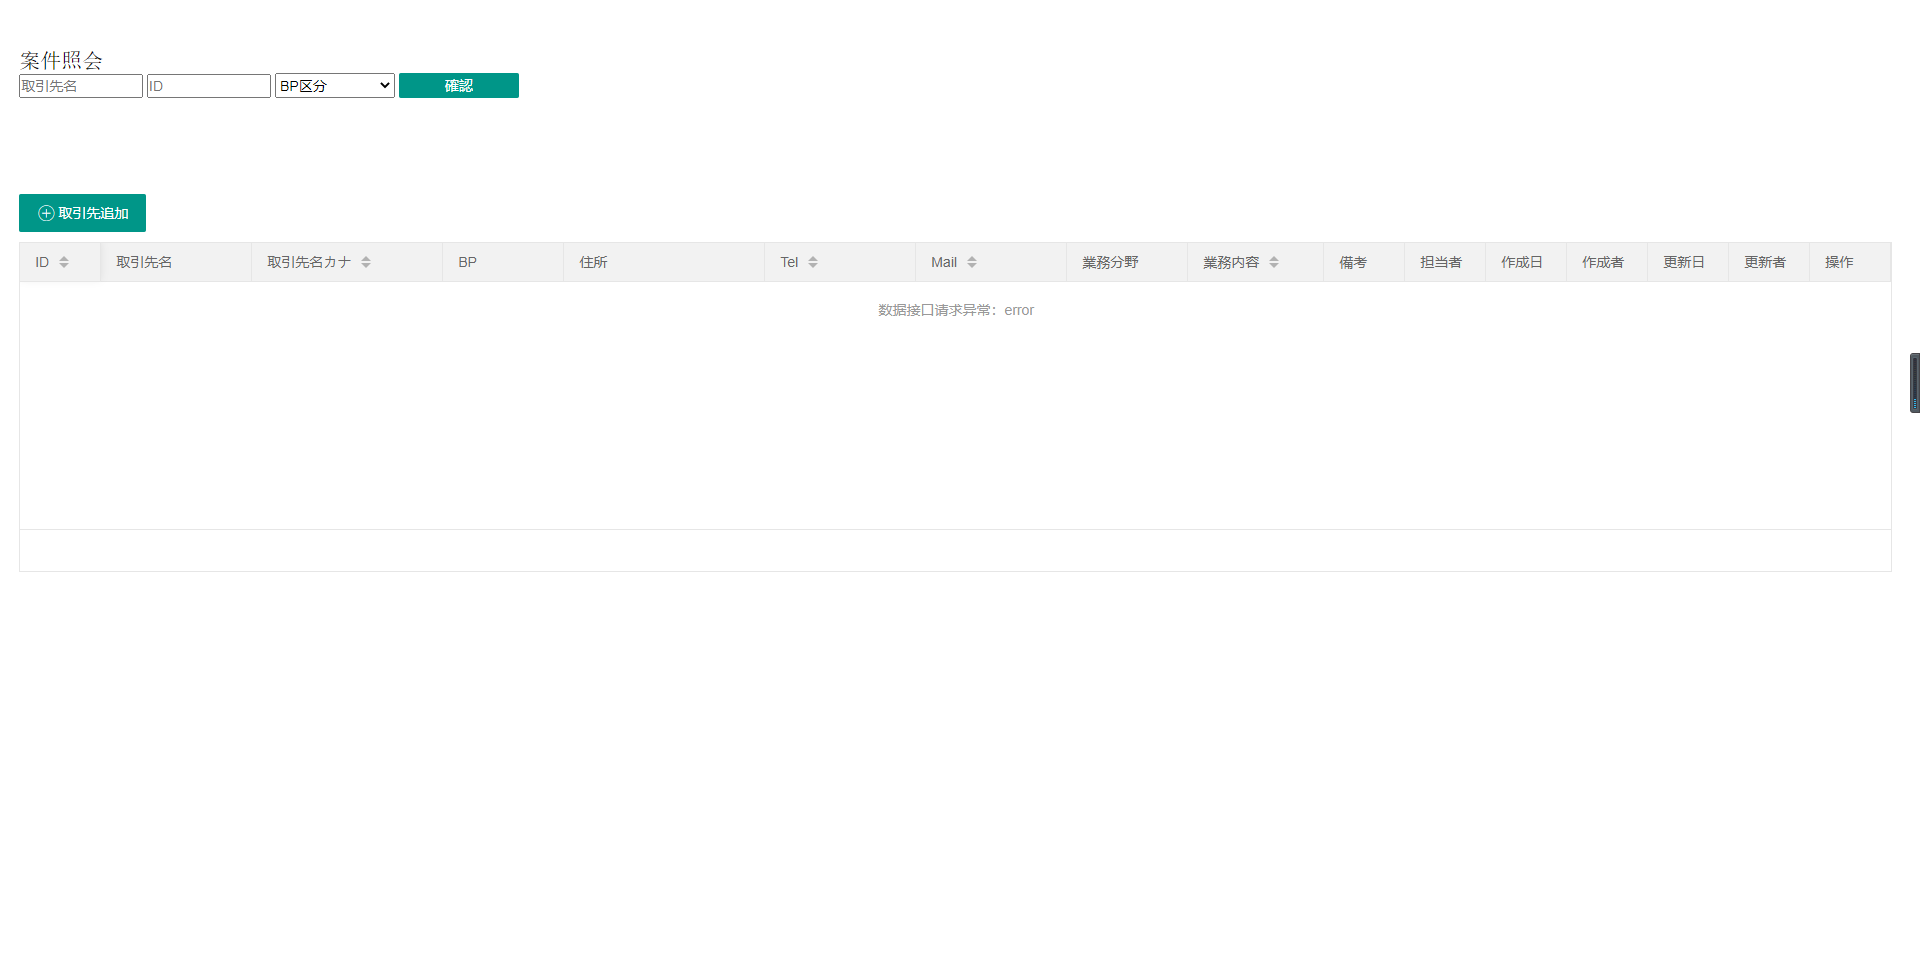 案件照会
取引先名 ID BP区分 確認
取引先追加
ID 取引先名 取引先名カナ BP 住所 Tel Mail 業務分野 業務内容 備考 担当者 作成日 作成者 更新日 更新者 操作
数据接口请求异常：error